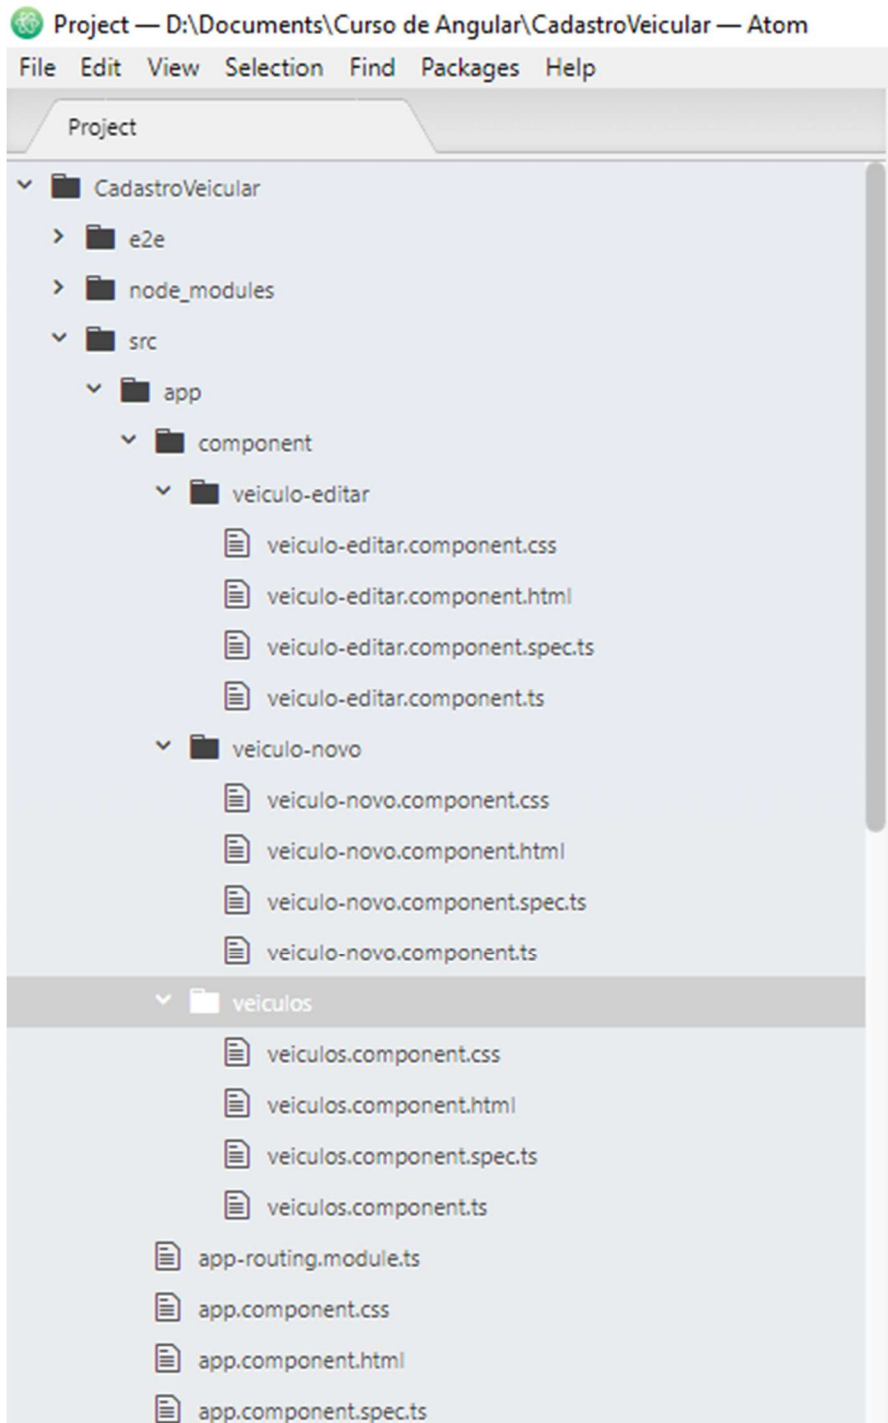 Project — D:\Documents\Curso de Angular\CadastroVeicular — Atom
File Edit View Selection Find Packages Help
Project
CadastroVeicular
e2e
node_modules
src
app
component
veiculo-editar
veiculo-editar.component.css
veiculo-editar.component.html
veiculo-editar.component.spec.ts
veiculo-editar.component.ts
veiculo-novo
veiculo-novo.component.css
veiculo-novo.component.html
veiculo-novo.component.spec.ts
veiculo-novo.component.ts
veiculos
veiculos.component.css
veiculos.component.html
veiculos.component.spec.ts
veiculos.component.ts
app-routing.module.ts
app.component.css
app.component.html
app.component.spec.ts